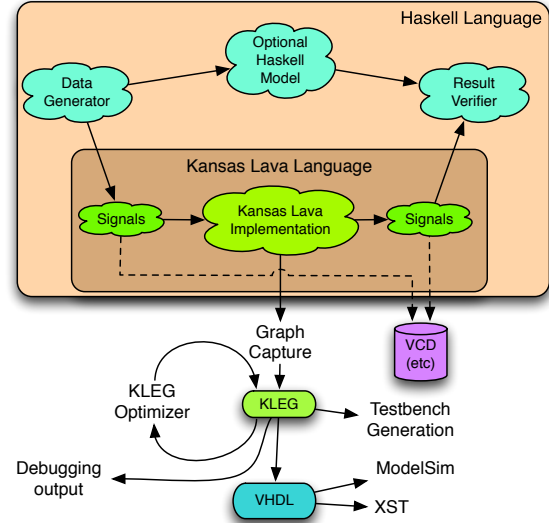 Haskell Language
Optional
Haskell
Model
Data
Generator
Result
Verifier
Kansas Lava Language
Signals
Kansas Lava
Implementation
Signals
Graph
Capture
VCD
(etc)
KLEG
Optimizer
KLEG
Testbench
Generation
Debugging
output
VHDL
ModelSim
XST